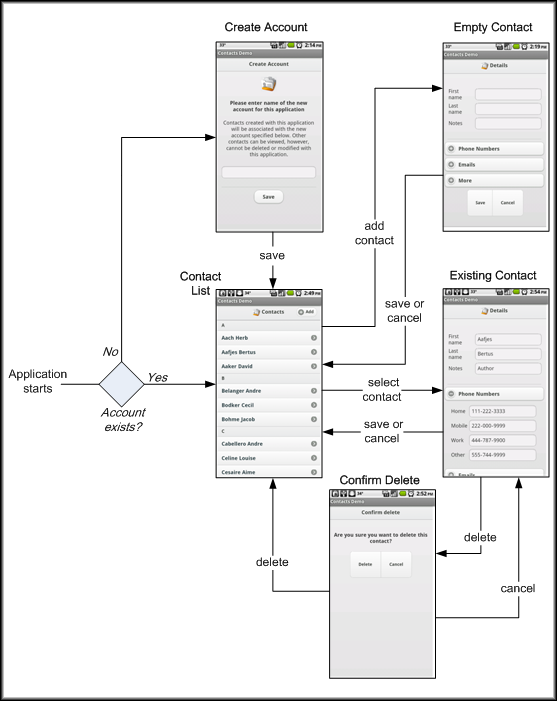 Create Account
33° 2:14 PM
Contacts Demo
Create Account
Please enter name of the new
account for this application
Contacts created with this application
will be associated with the new
account specified below. Other
contacts can be viewed, however,
cannot be deleted or modified with
this application.
Save
Empty Contact
33° 2:19 PM
Contacts Demo
Details
First
name
Last
name
Notes
Phone Numbers
Emails
More
Save Cancel
add
contact
save
save or
cancel
Contact
List
34° 2:49 PM
Contacts Demo
Contacts Add
A
Aach Herb
Aafjes Bertus
Aaker David
B
Belanger Andre
Bodker Cecil
Bohme Jacob
C
Cabellero Andre
Celine Louise
Cesaire Aime
Existing Contact
33° 2:54 PM
Contacts Demo
Details
First
name
Aafjes
Last
name
Bertus
Notes
Author
Phone Numbers
Home 111-222-3333
Mobile 222-000-9999
Work 444-787-9900
Other 555-744-9999
Emails
Application
starts
No
Yes
Account
exists?
select
contact
save or
cancel
Confirm Delete
34° 2:52 PM
Contacts Demo
Confirm delete
Are you sure you want to delete this
contact?
Delete Cancel
delete
delete
cancel